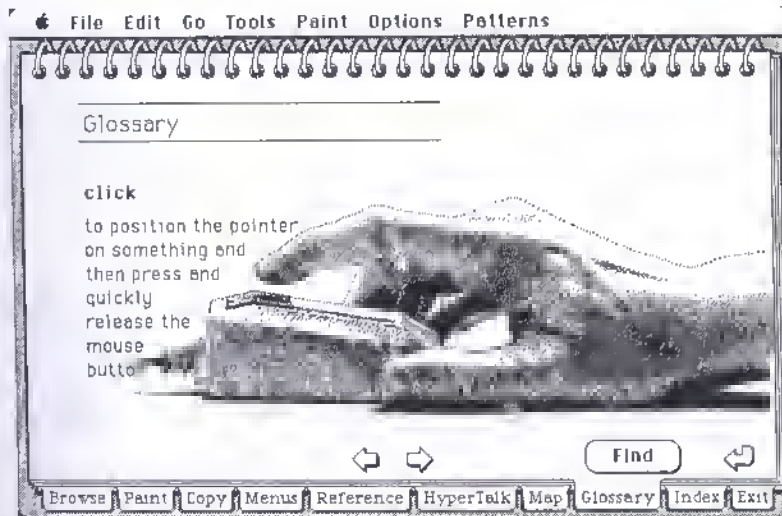 File Edit Go Tools Paint Options Patterns
Glossary
click
to position the pointer
on something and
then press and
quickly
release the
mouse
butto
Find
Browse Paint Copy Menus Reference HyperTalk Map Glossary Index Exit